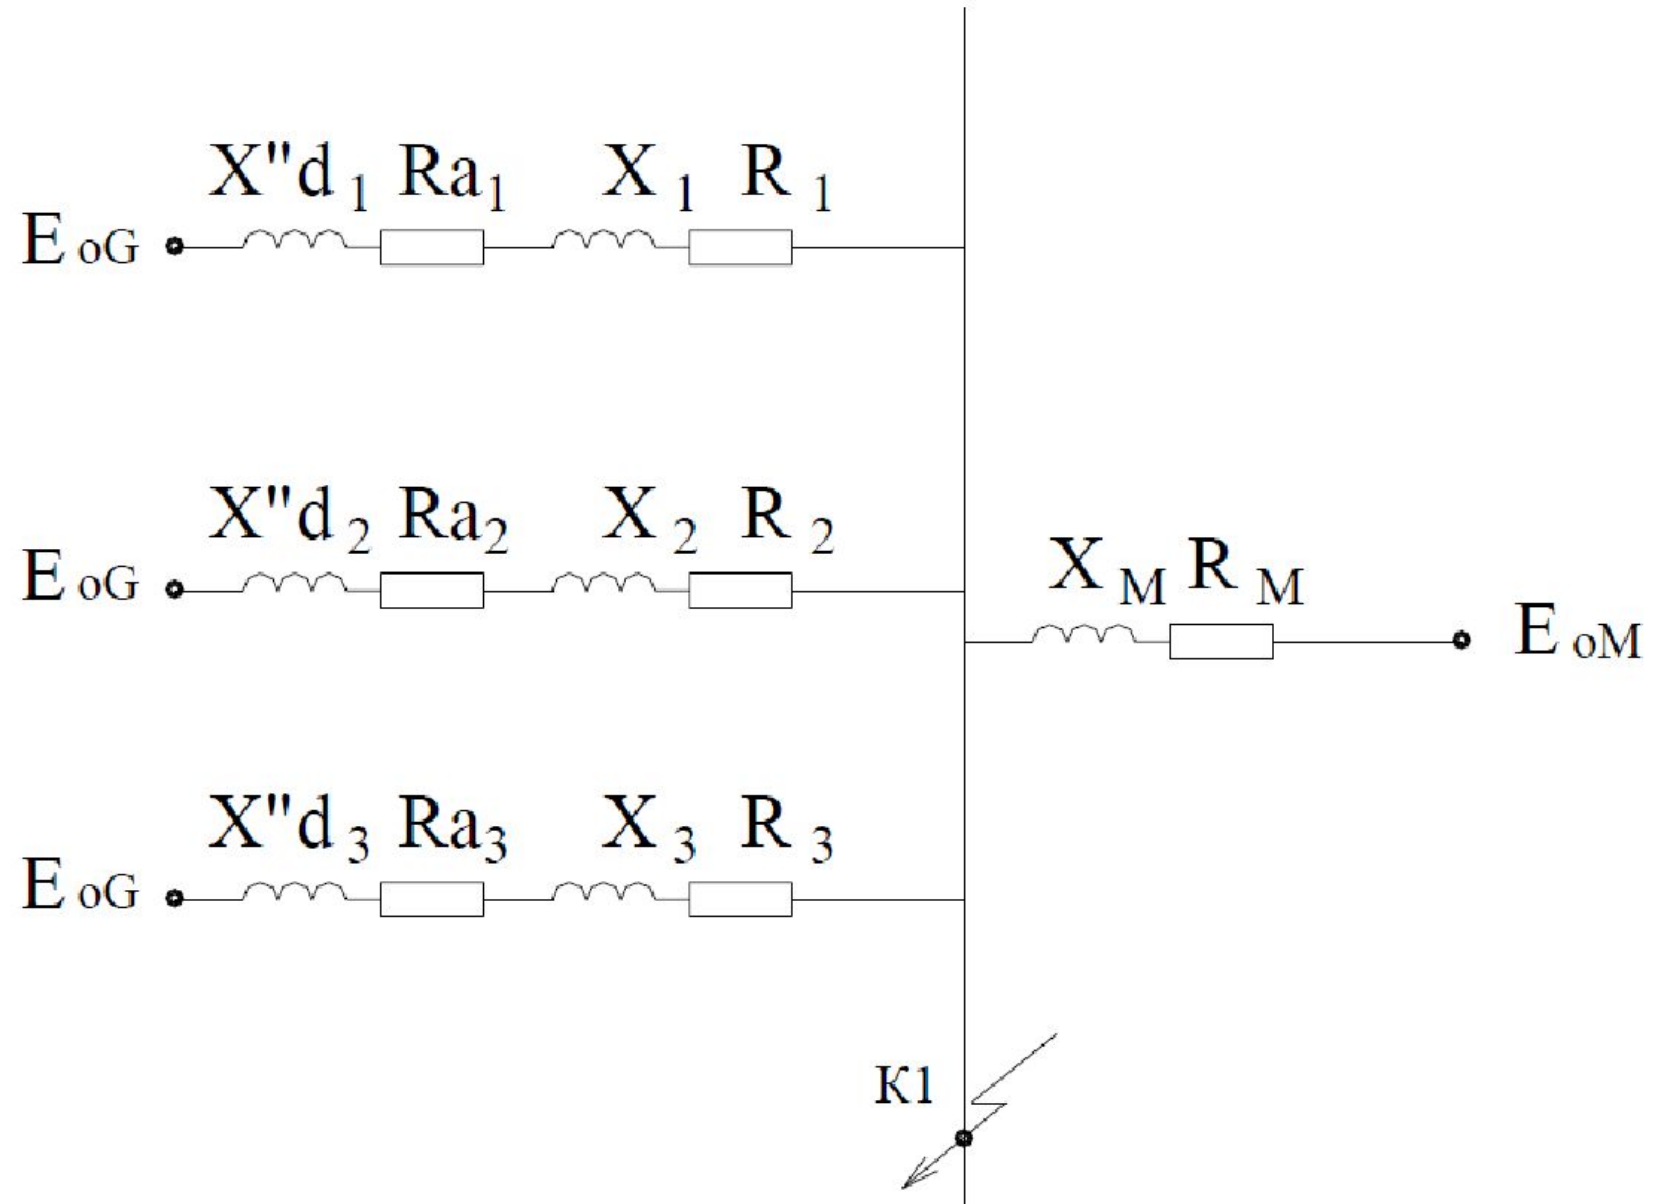 X"d 1 Ra1 X 1 R 1
E oG
X"d 2 Ra2 X 2 R 2
E oG
X M R M
E oM
X"d 3 Ra3 X 3 R 3
E oG
K1